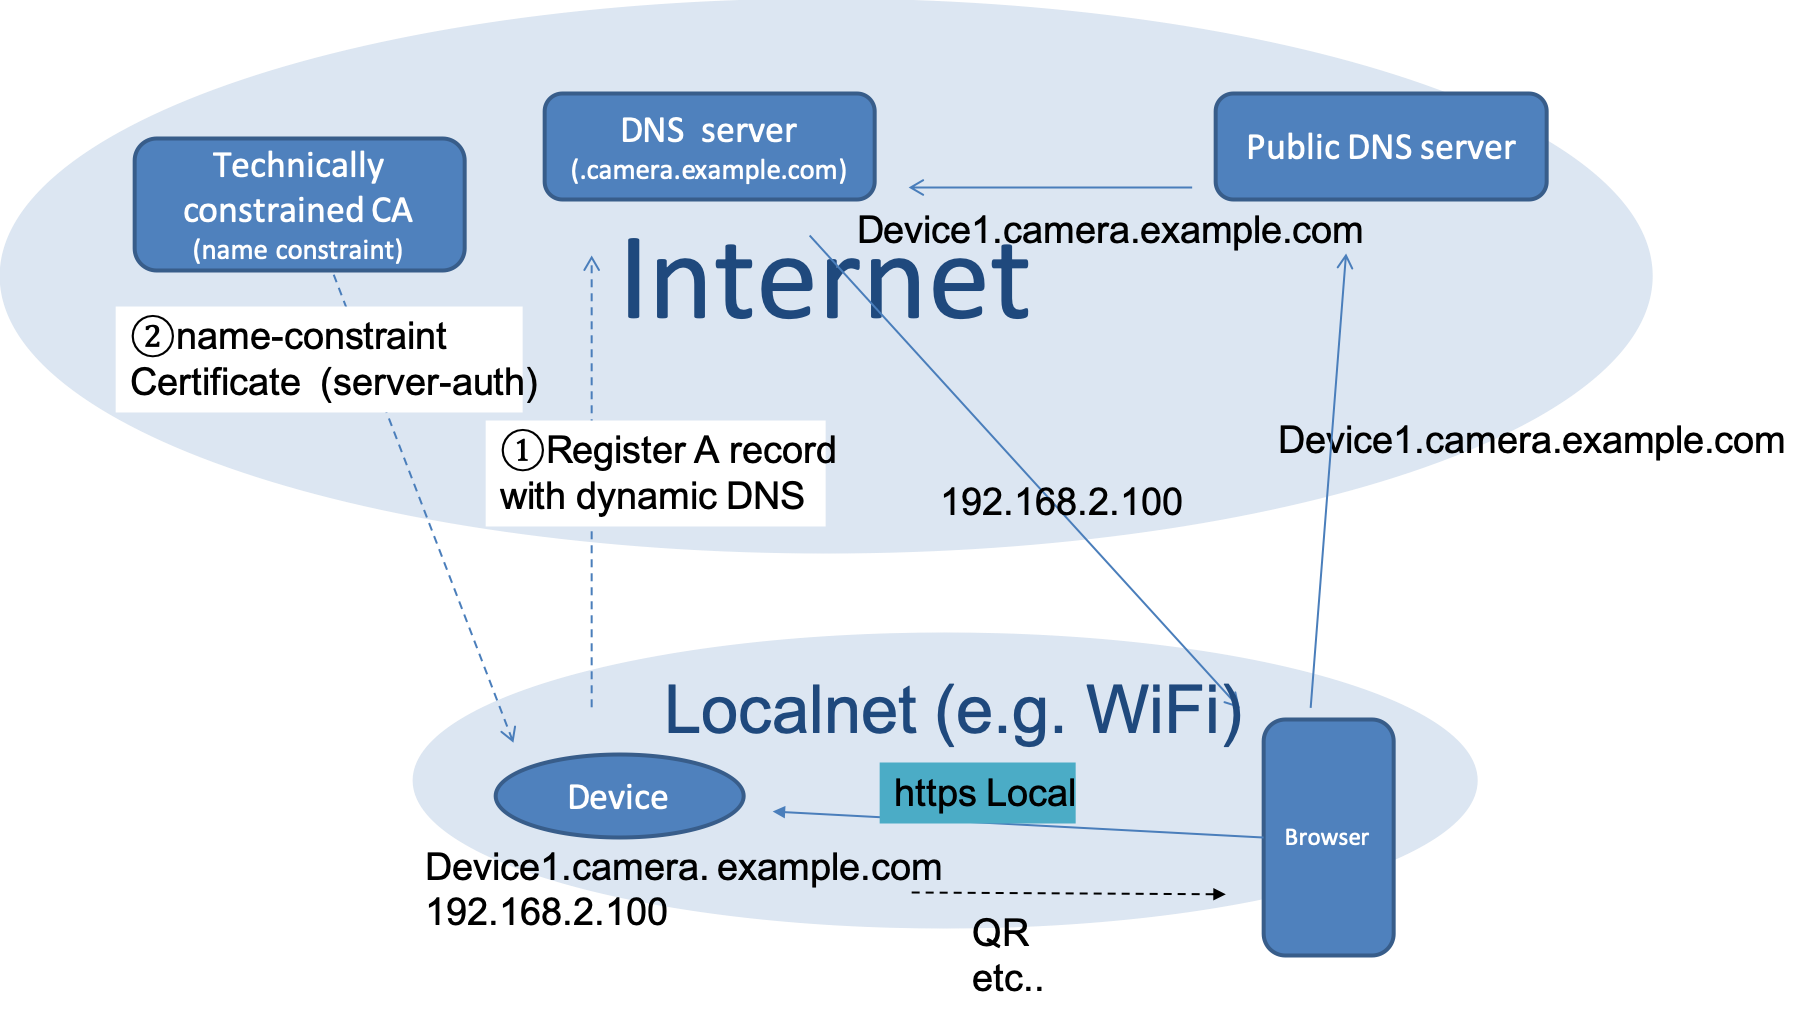 DNS server
(.camera.example.com)
Public DNS server
Technically
constrained CA
(name constraint)
Device1.camera.example.com
Internet
②name-constraint
Certificate (server-auth)
①Register A record
with dynamic DNS
Device1.camera.example.com
192.168.2.100
Localnet (e.g. WiFi)
https Local
Device
Browser
Device1.camera. example.com
192.168.2.100
QR
etc..